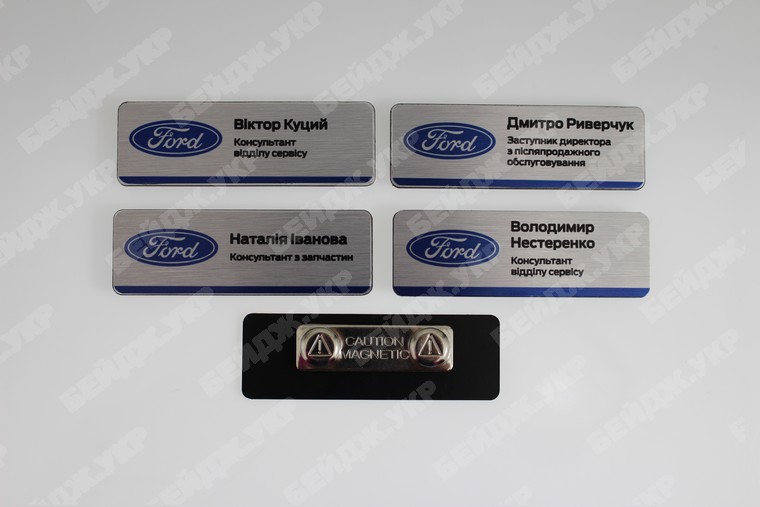 Ford
Віктор Куций
Консультант
відділу сервісу
Ford
Дмитро Риверчук
Заступник директора
з післяпродажного
обслуговування
Ford
Наталія Іванова
Консультант з запчастин
Ford
Володимир
Нестеренко
Консультант
відділу сервісу
CAUTION
MAGNETIC
БЕЙДЖ.УКР